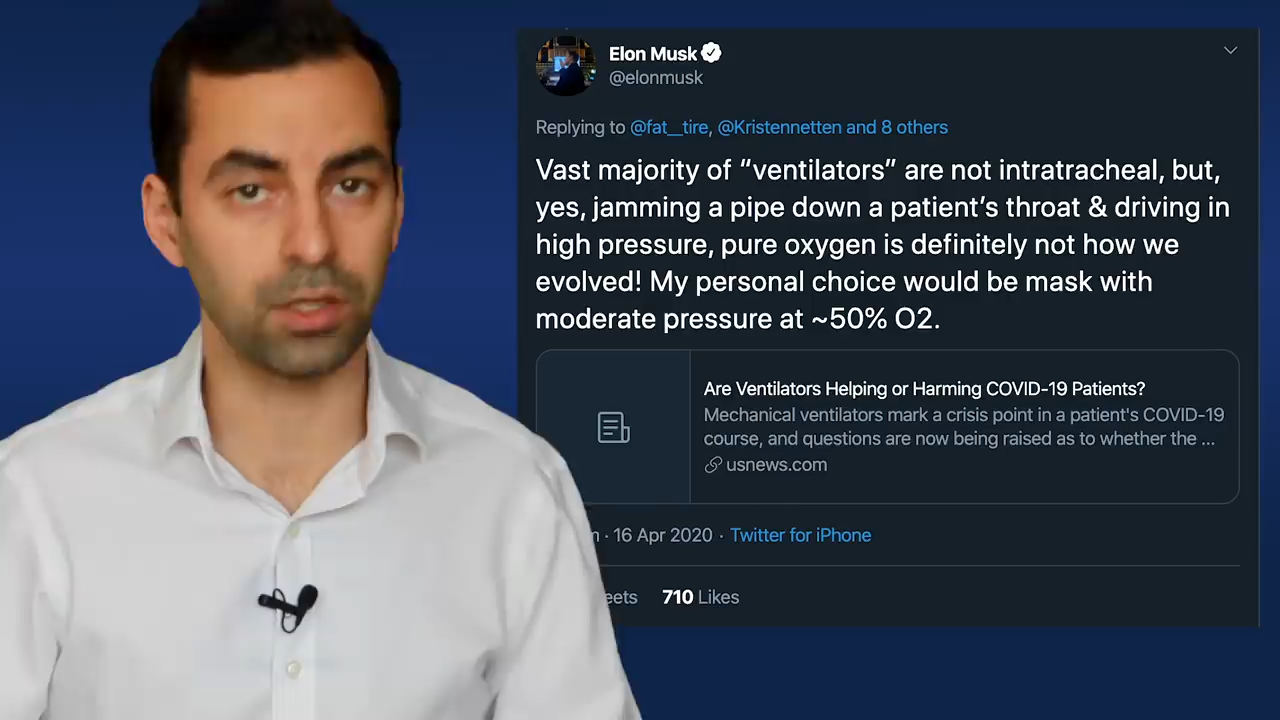 Elon Musk
@elonmusk
Replying to @fat__tire, @Kristennetten and 8 others
Vast majority of “ventilators” are not intratracheal, but,
yes, jamming a pipe down a patient’s throat & driving in
high pressure, pure oxygen is definitely not how we
evolved! My personal choice would be mask with
moderate pressure at ~50% O2.
Are Ventilators Helping or Harming COVID-19 Patients?
Mechanical ventilators mark a crisis point in a patient's COVID-19
course, and questions are now being raised as to whether the ...
usnews.com
· 16 Apr 2020 · Twitter for iPhone
710 Likes